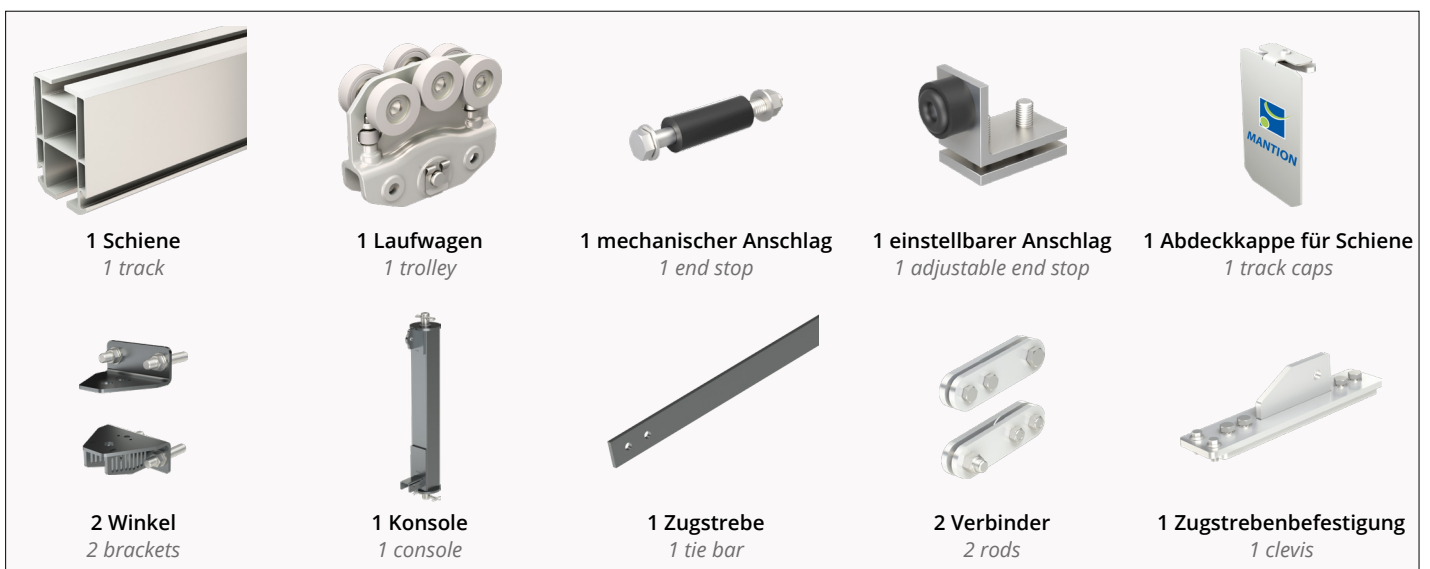 MANTION
1 Schiene
1 track
1 Laufwagen
1 trolley
1 mechanischer Anschlag
1 end stop
1 einstellbarer Anschlag
1 adjustable end stop
1 Abdeckkappe für Schiene
1 track caps
2 Winkel
2 brackets
1 Konsole
1 console
1 Zugstrebe
1 tie bar
2 Verbinder
2 rods
1 Zugstrebenbefestigung
1 clevis